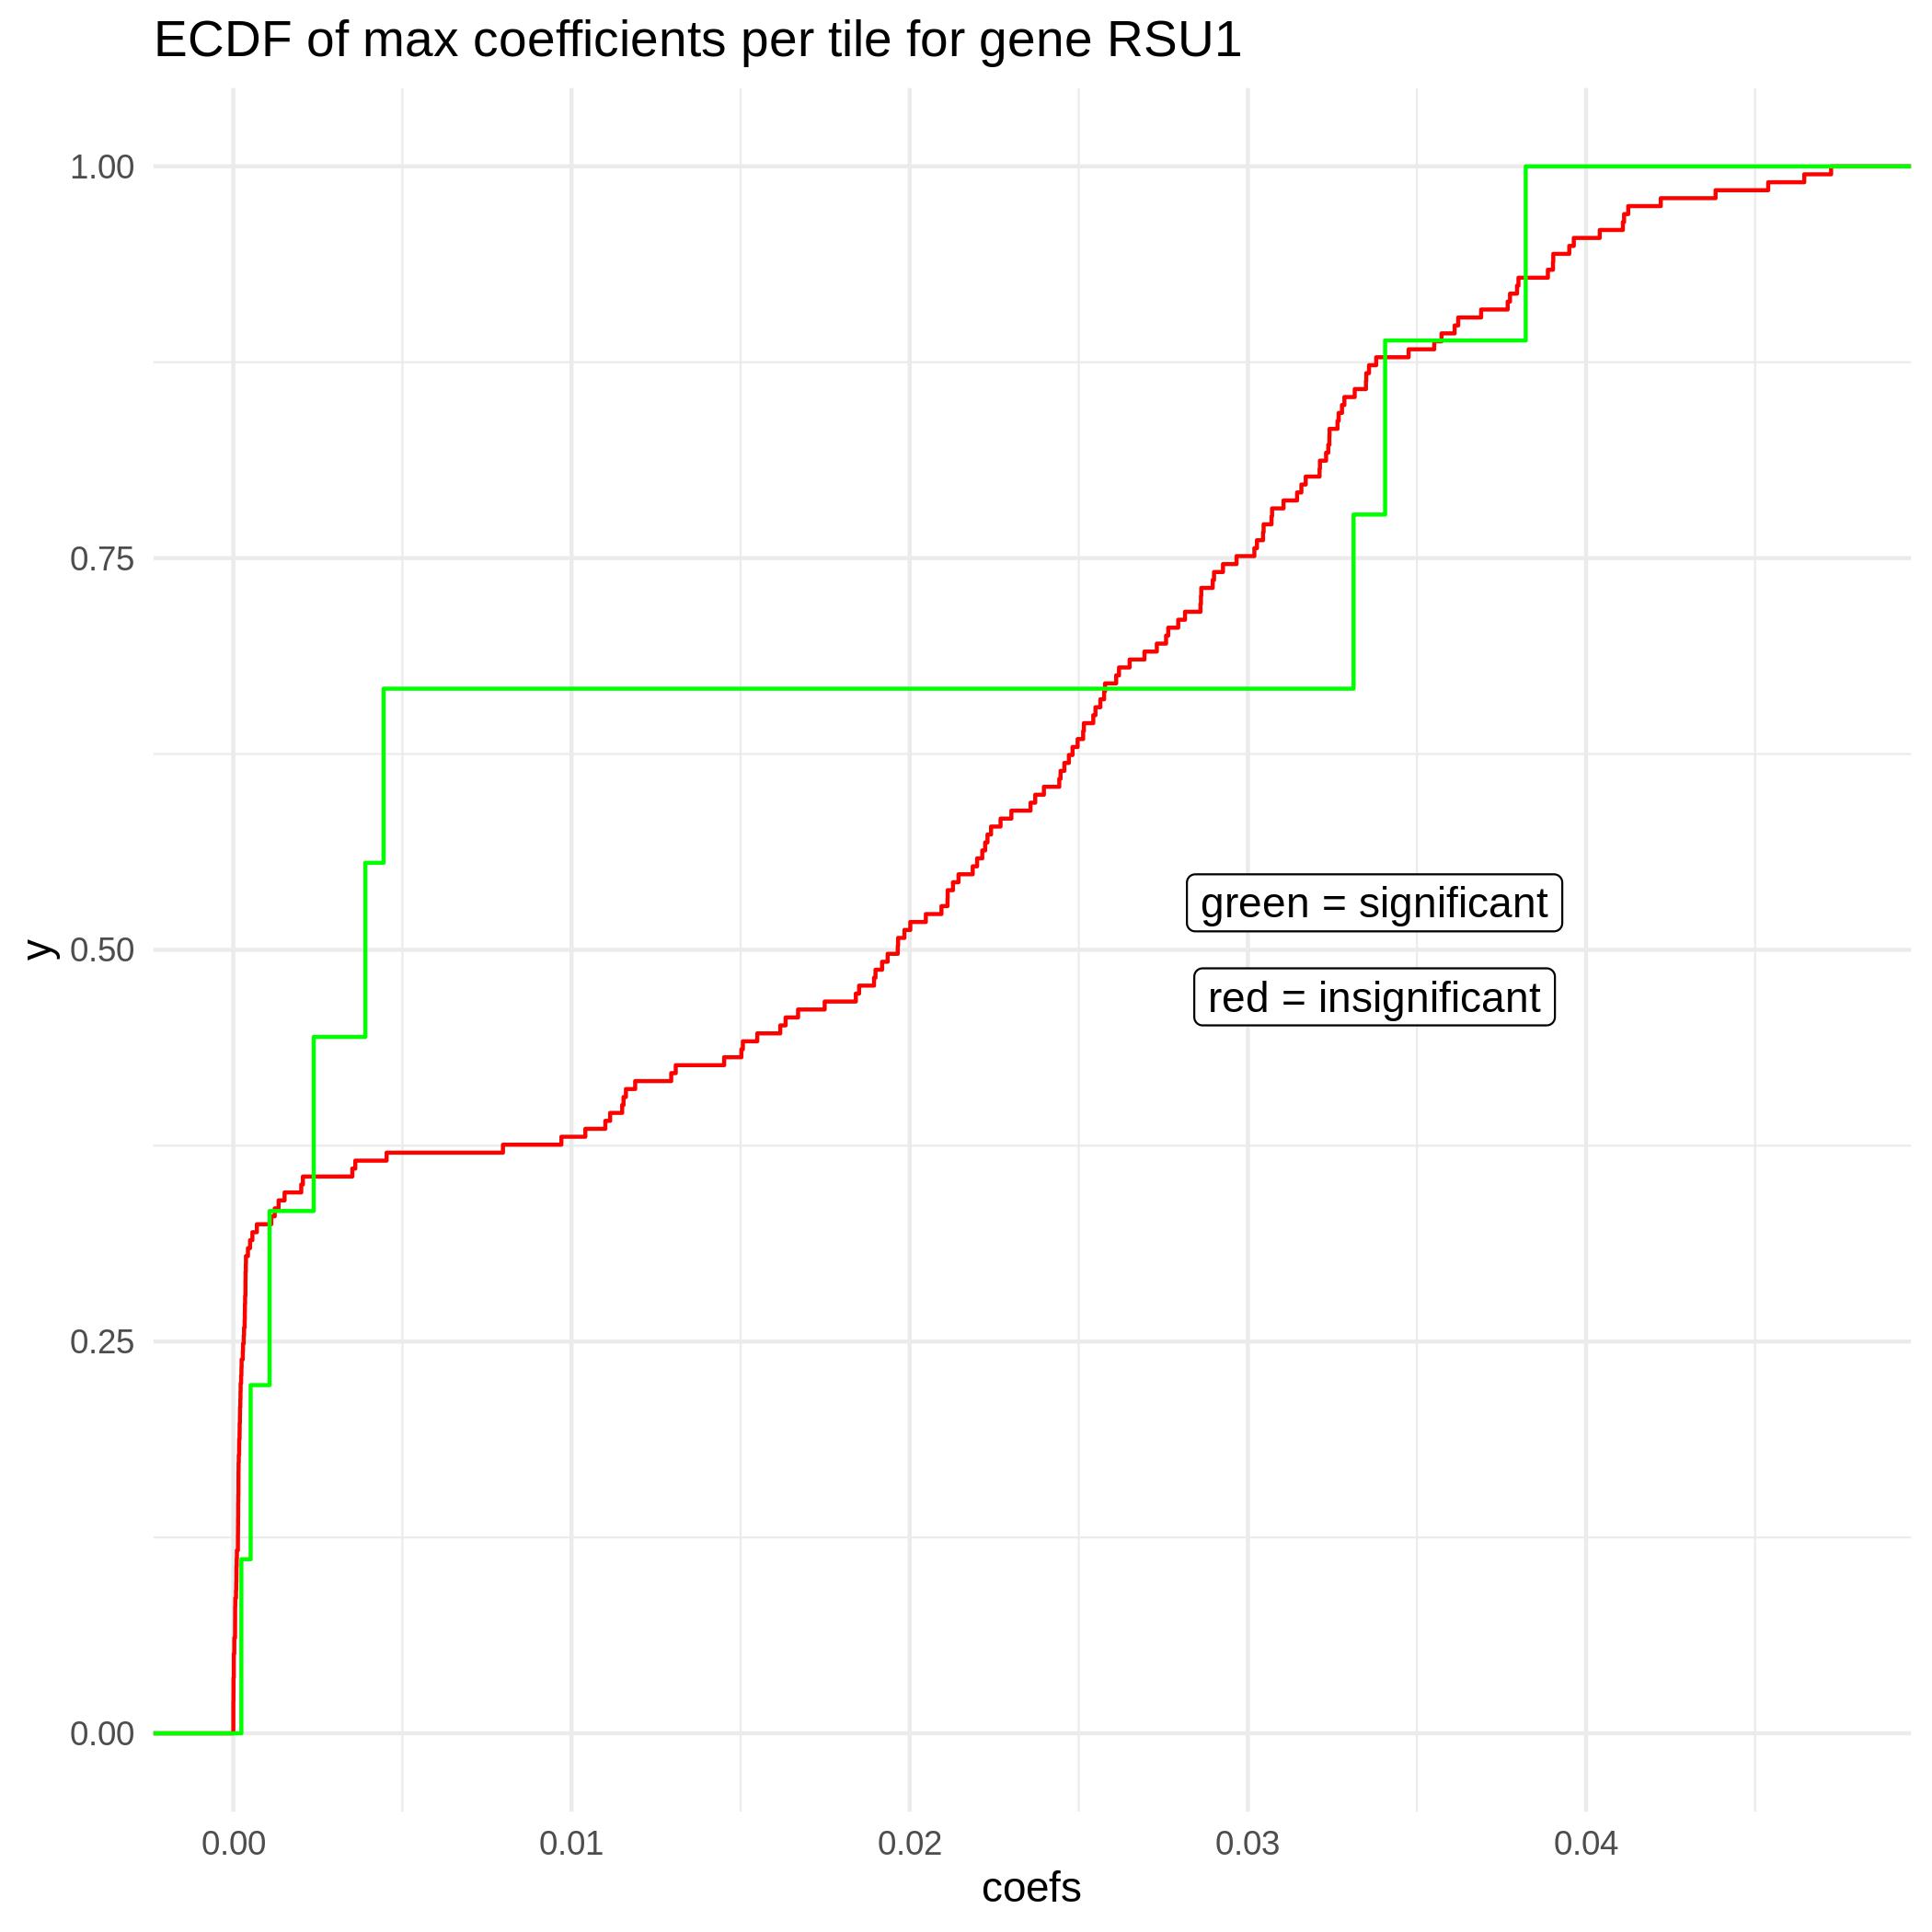 ECDF of max coefficients per tile for gene RSU1
1.00
0.75
0.50
0.25
0.00
y
green = significant
red = insignificant
0.00 0.01 0.02 0.03 0.04
coefs